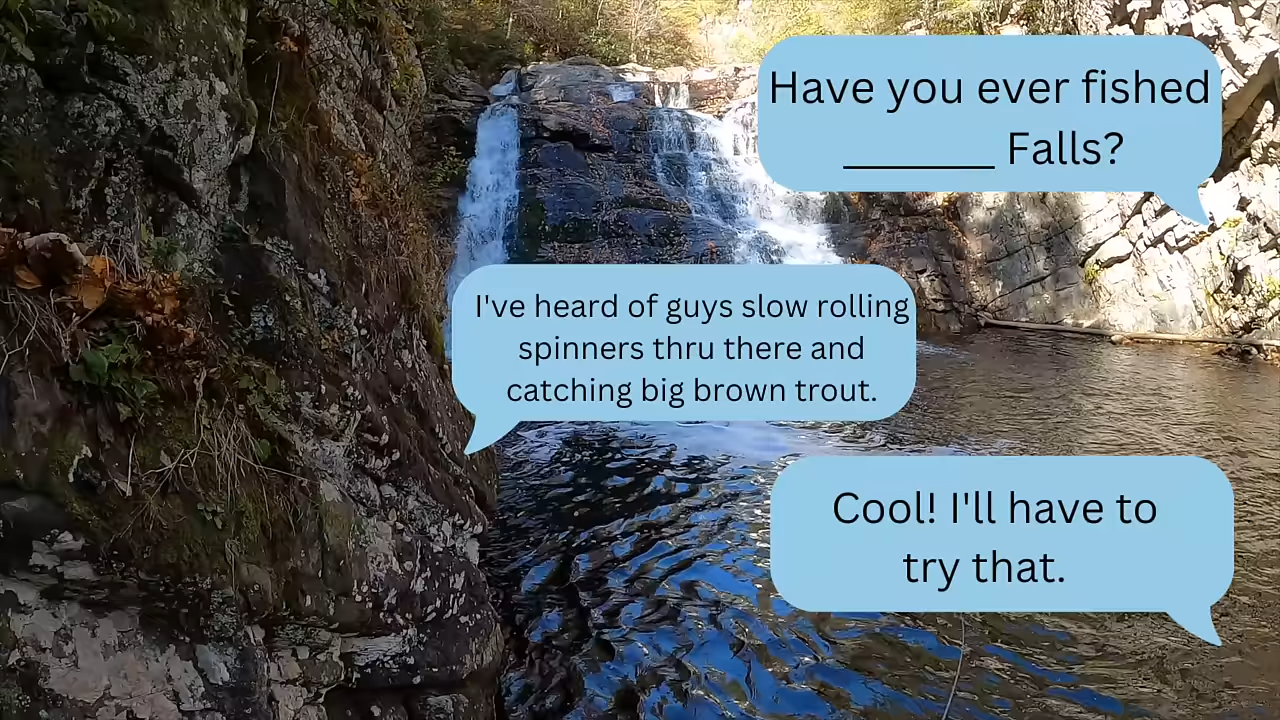 Have you ever fished
_______ Falls?
I've heard of guys slow rolling
spinners thru there and
catching big brown trout.
Cool! I'll have to
try that.